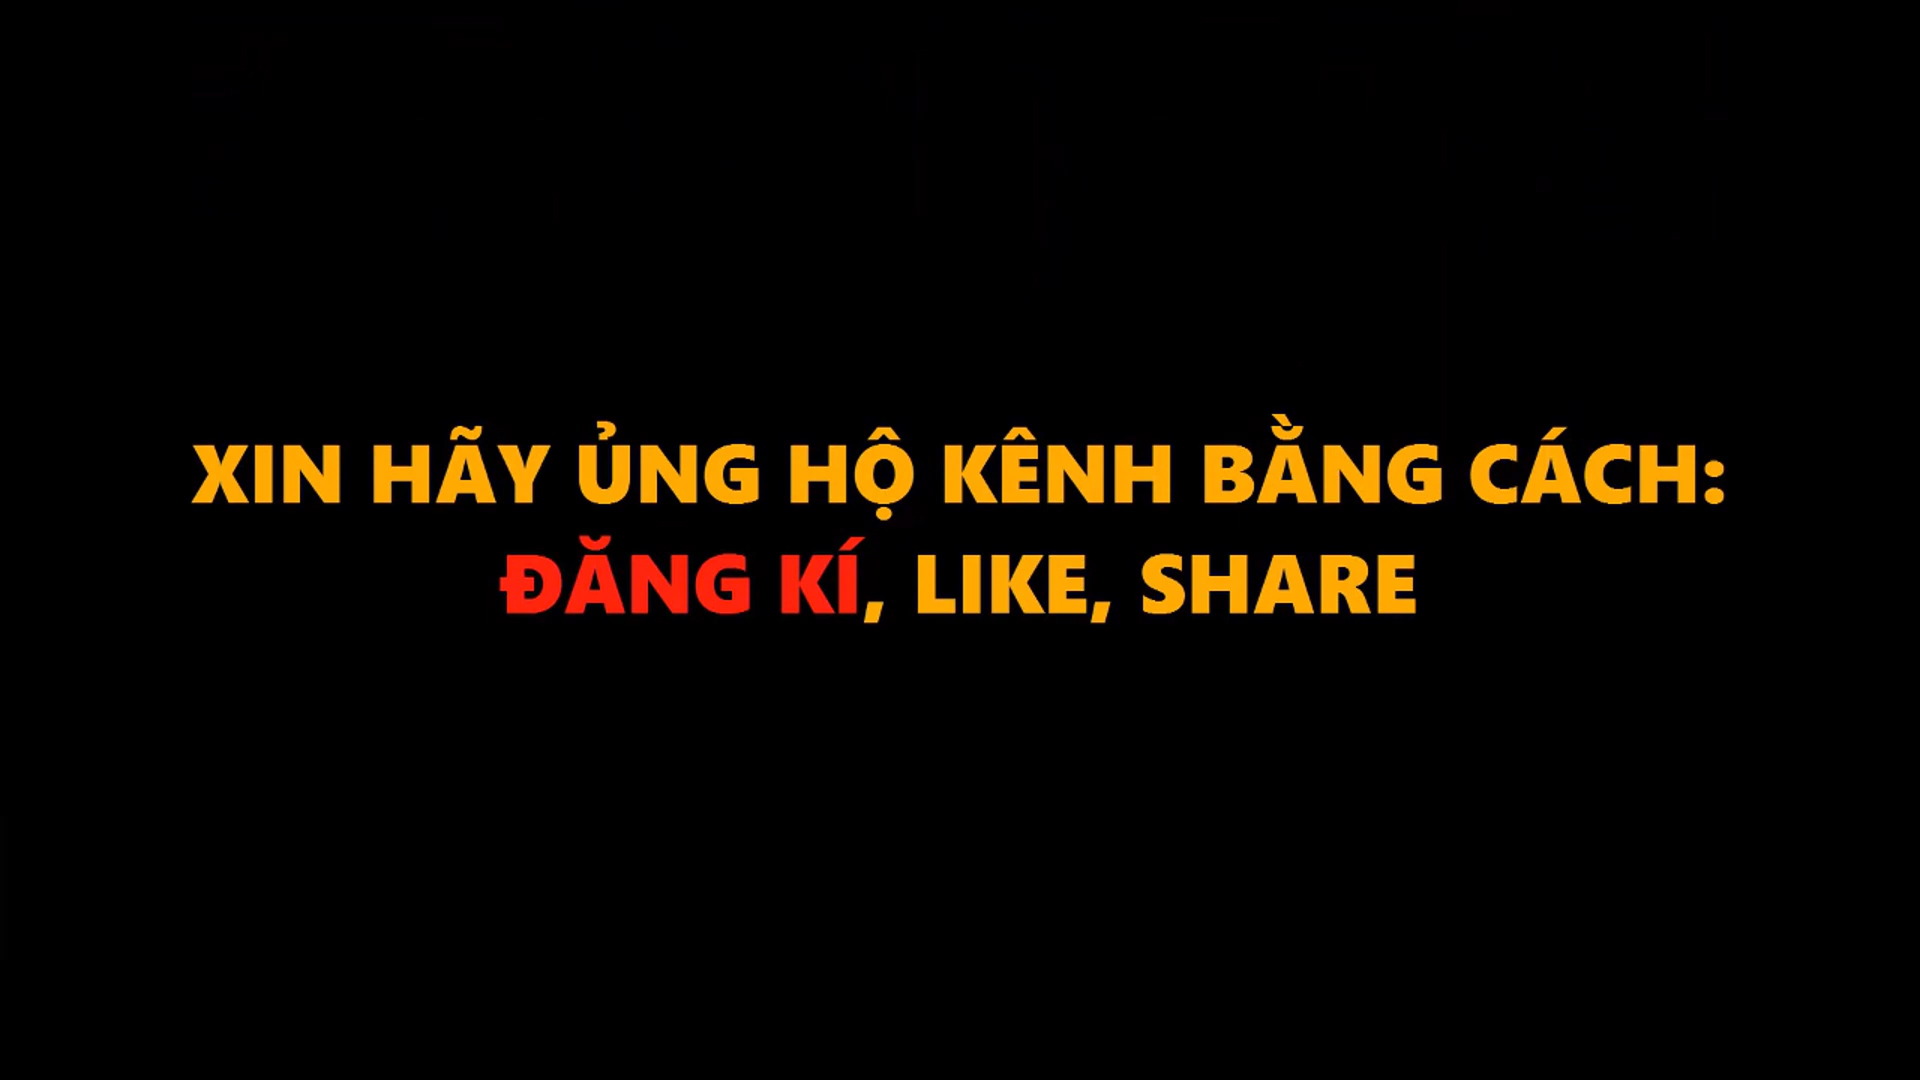 XIN HÃY ỦNG HỘ KÊNH BẰNG CÁCH:
ĐĂNG KÍ, LIKE, SHARE